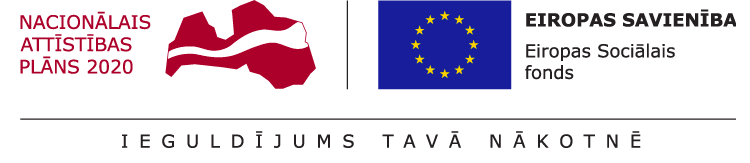 NACIONĀLAIS
ATTĪSTĪBAS
PLĀNS 2020
EIROPAS SAVIENĪBA
Eiropas Sociālais
fonds
IEGULDĪJUMS TAVĀ NĀKOTNĒ